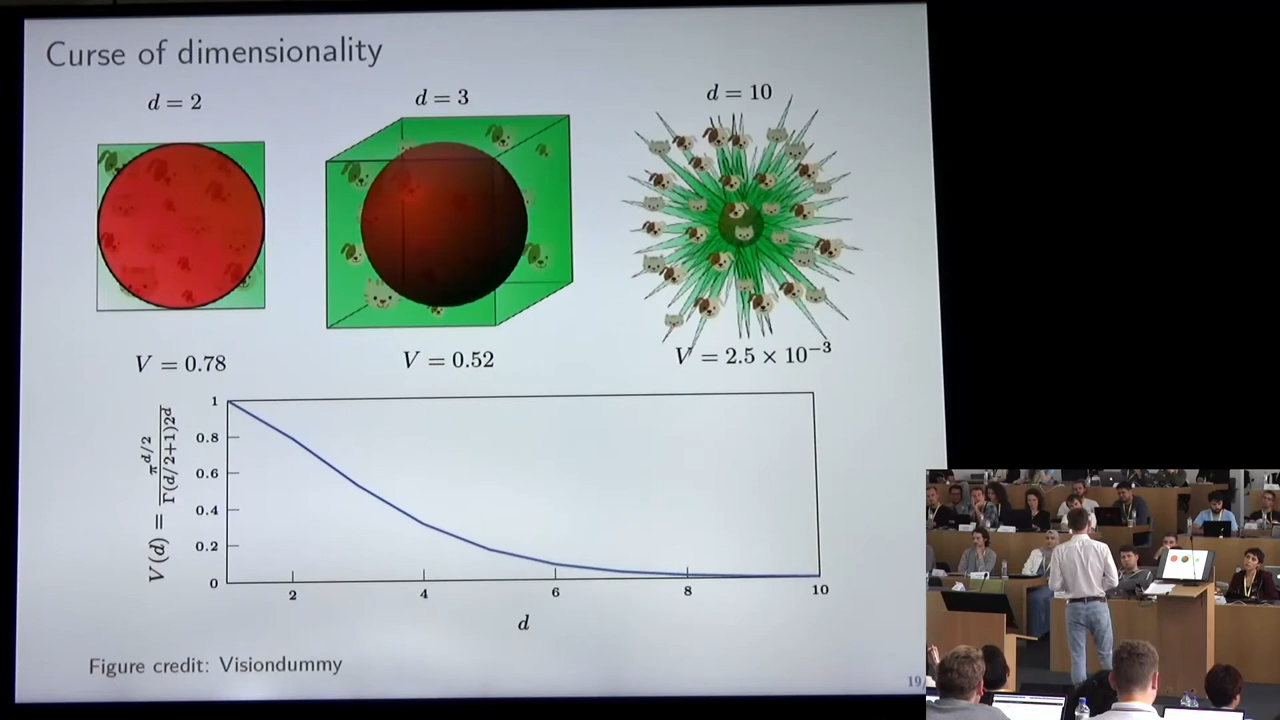 Curse of dimensionality
d = 2
d = 3
d = 10
V = 0.78
V = 0.52
V = 2.5 × 10⁻³
V(d) = π^{d/2} / Γ(d/2+1)2^d
1
0.8
0.6
0.4
0.2
0
2
4
6
8
10
d
Figure credit: Visiondummy
19/